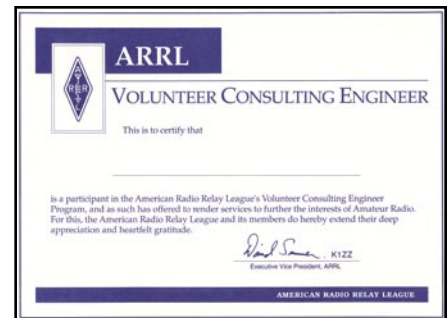 ARRL
VOLUNTEER CONSULTING ENGINEER
This is to certify that
is a participant in the American Radio Relay League's Volunteer Consulting Engineer
Program, and as such has offered to render services to further the interests of Amateur Radio.
For this, the American Radio Relay League and its members do hereby extend their deep
appreciation and heartfelt gratitude.
David Sumner, K1ZZ
Executive Vice President, ARRL
AMERICAN RADIO RELAY LEAGUE